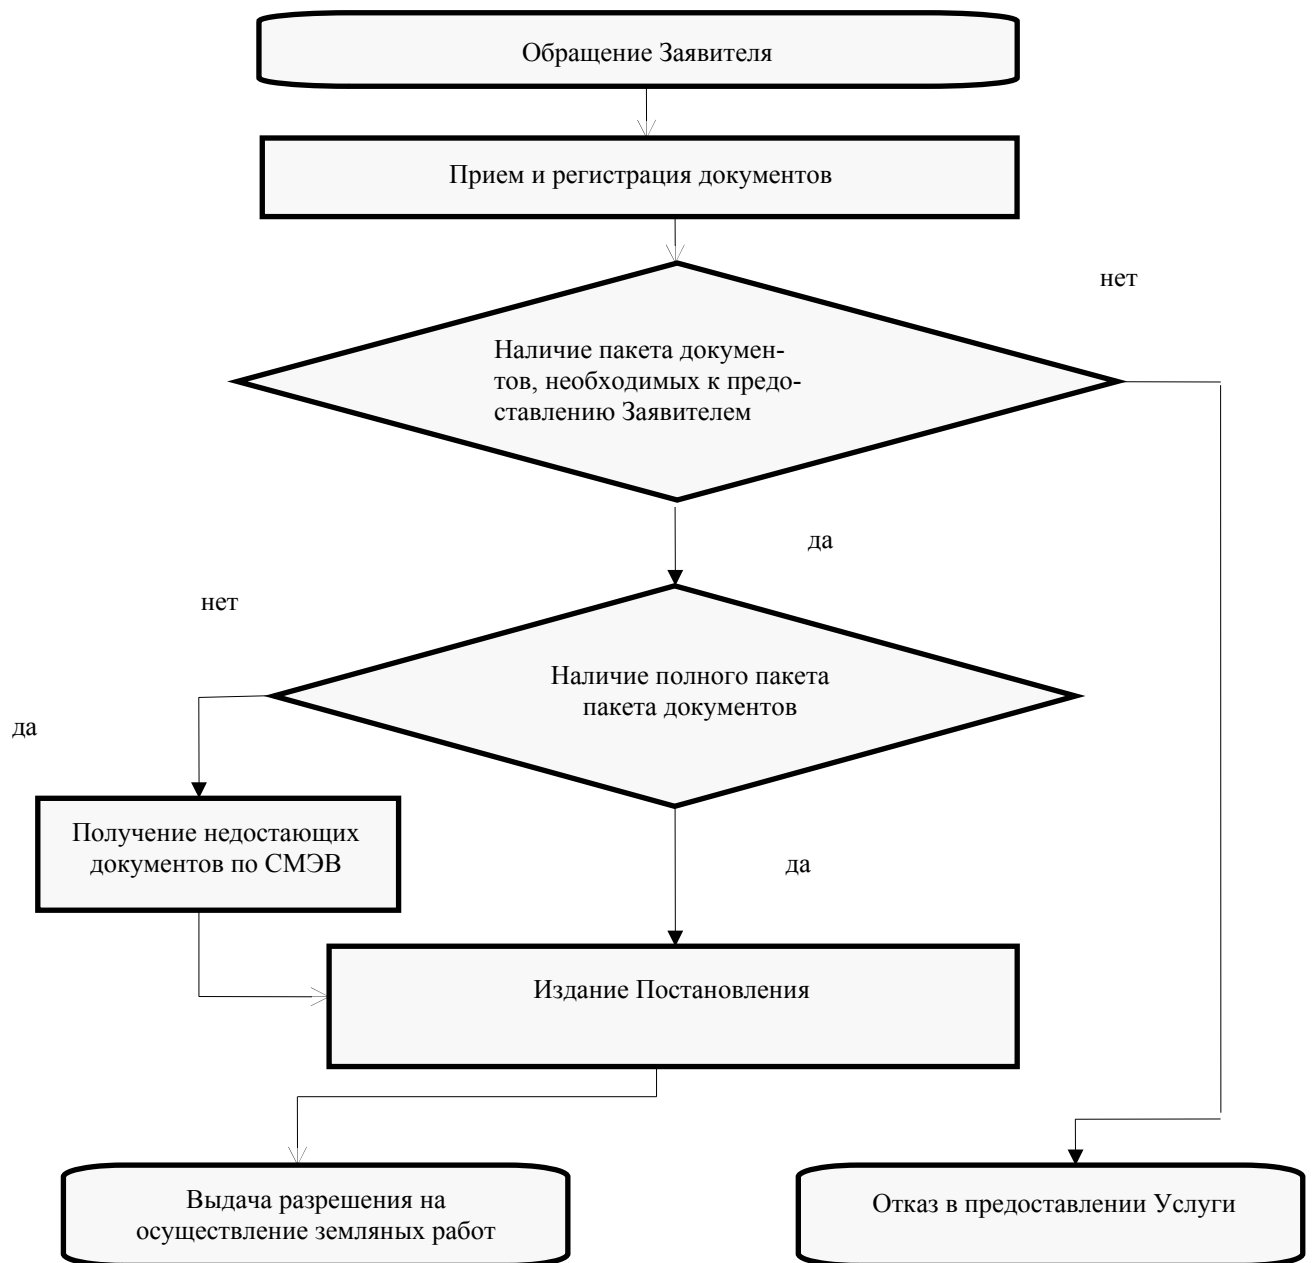 Обращение Заявителя
Прием и регистрация документов
нет
Наличие пакета докумен-
тов, необходимых к предо-
ставлению Заявителем
да
нет
Наличие полного пакета
пакета документов
да
Получение недостающих
документов по СМЭВ
да
Издание Постановления
Выдача разрешения на
осуществление земляных работ
Отказ в предоставлении Услуги